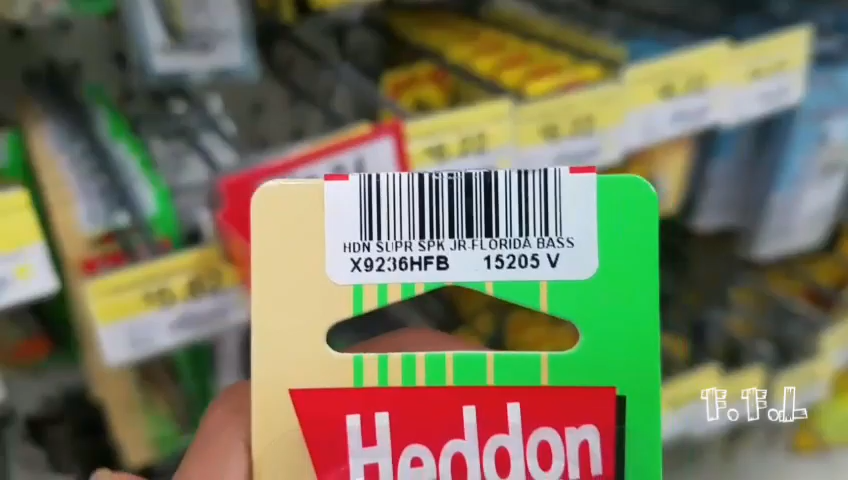 HDN SUPR SPK JR-FLORIDA BASS
X9236HFB 15205 V
Heddon
F.F.L